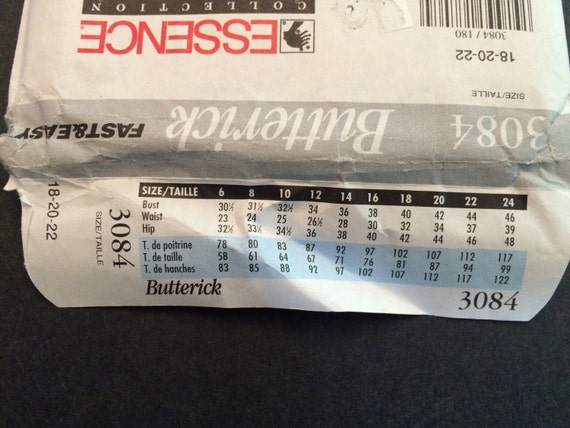 ESSENCE
COLLECTION
3084 / 180
18-20-22
SIZE/TAILLE
3084
Butterick
FAST&EASY
18-20-22
SIZE/TAILLE
3084
SIZE/TAILLE 6 8 10 12 14 16 18 20 22 24
Bust 30½ 31½ 32½ 34 36 38 40 42 44 46
Waist 23 24 25 26½ 28 30 32 34 37 39
Hip 32½ 33½ 34½ 36 38 40 42 44 46 48
T. de poitrine 78 80 83 87 92 97 102 107 112 117
T. de taille 58 61 64 67 71 76 81 87 94 99
T. de hanches 83 85 88 92 97 102 107 112 117 122
Butterick
3084